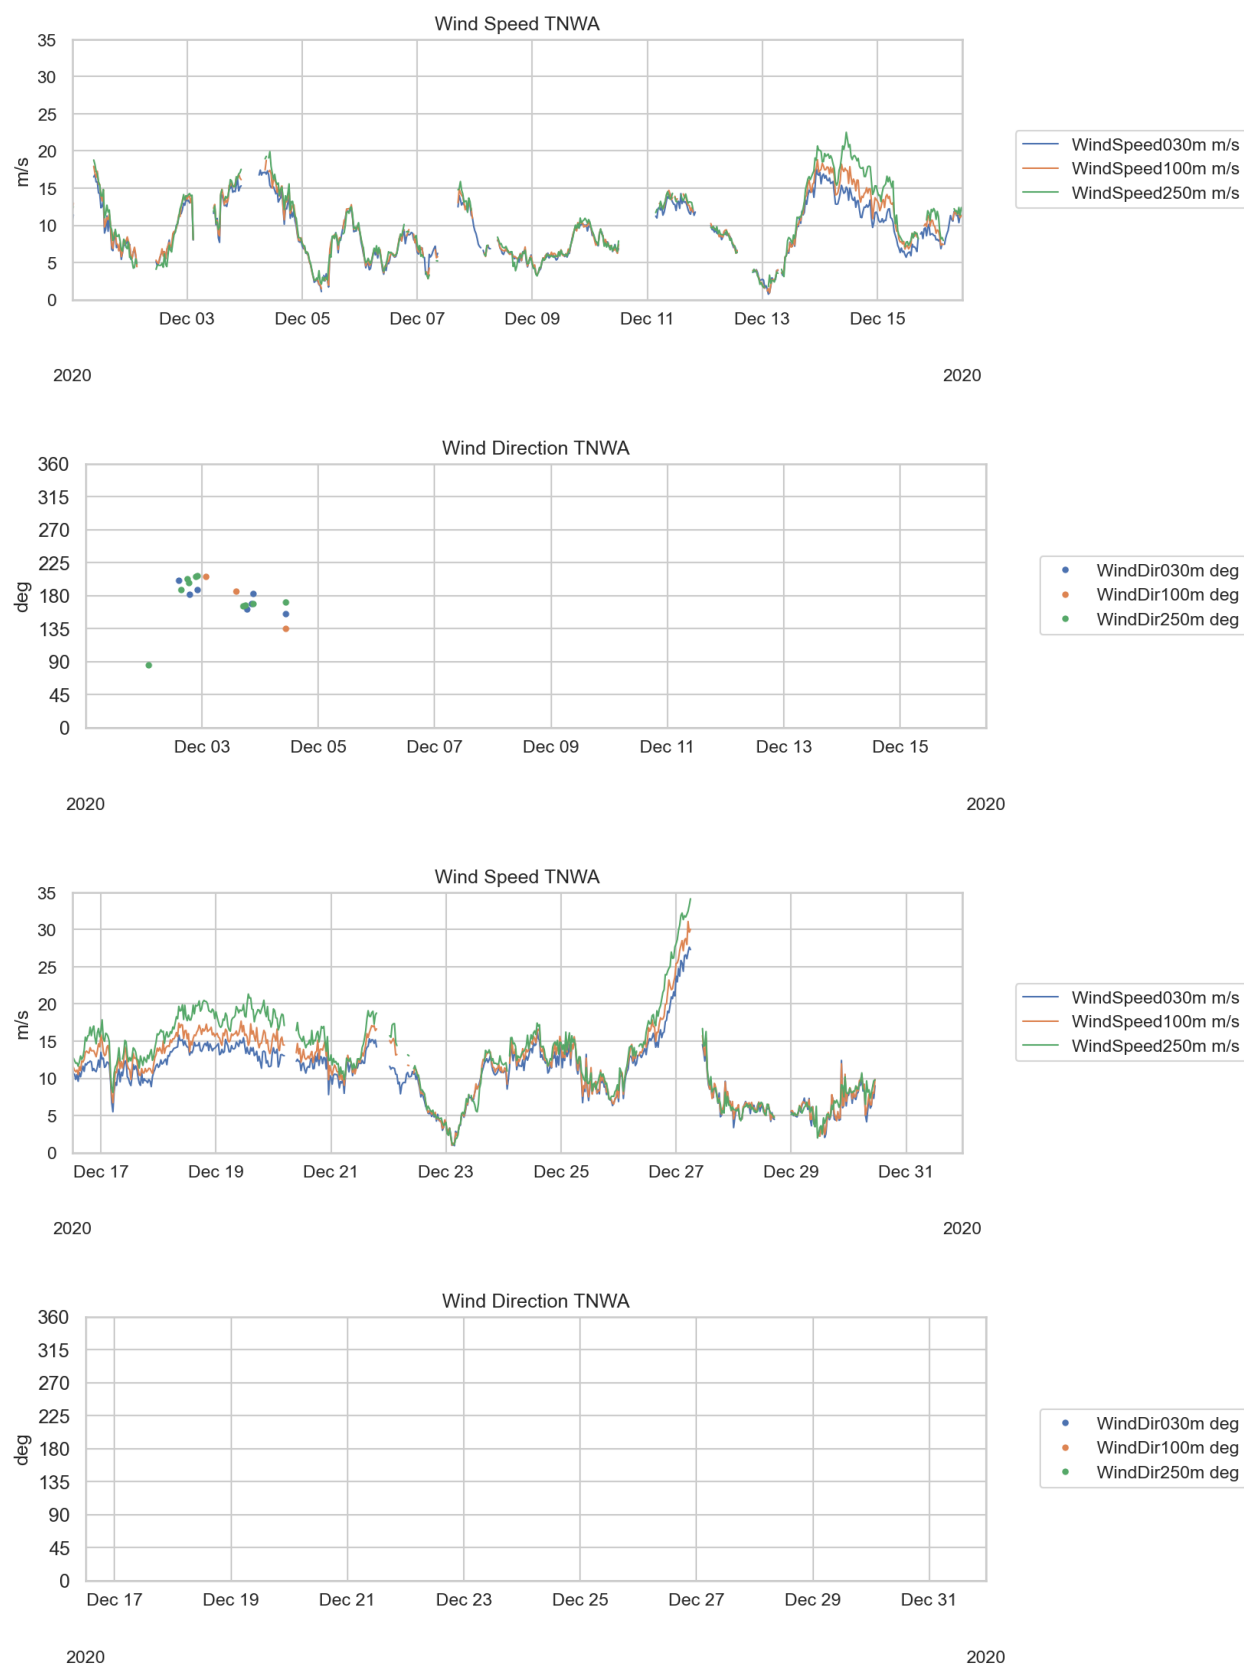 Wind Speed TNWA
35
30
25
20
15
10
5
0
m/s
Dec 03 Dec 05 Dec 07 Dec 09 Dec 11 Dec 13 Dec 15
2020 2020
WindSpeed030m m/s
WindSpeed100m m/s
WindSpeed250m m/s
Wind Direction TNWA
360
315
270
225
180
135
90
45
0
deg
Dec 03 Dec 05 Dec 07 Dec 09 Dec 11 Dec 13 Dec 15
2020 2020
WindDir030m deg
WindDir100m deg
WindDir250m deg
Wind Speed TNWA
35
30
25
20
15
10
5
0
m/s
Dec 17 Dec 19 Dec 21 Dec 23 Dec 25 Dec 27 Dec 29 Dec 31
2020 2020
WindSpeed030m m/s
WindSpeed100m m/s
WindSpeed250m m/s
Wind Direction TNWA
360
315
270
225
180
135
90
45
0
deg
Dec 17 Dec 19 Dec 21 Dec 23 Dec 25 Dec 27 Dec 29 Dec 31
2020 2020
WindDir030m deg
WindDir100m deg
WindDir250m deg